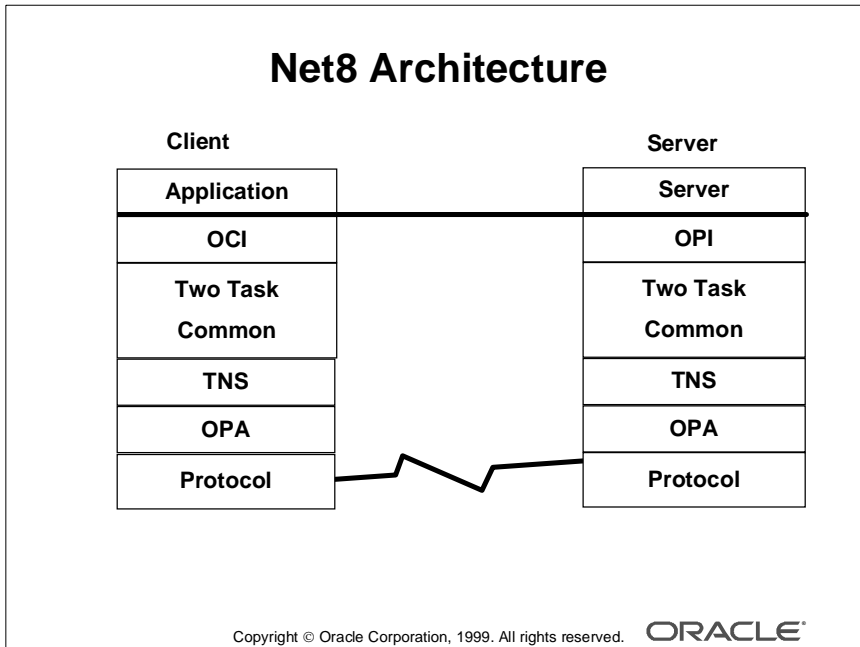 Net8 Architecture
Client
Server
Application
Server
OCI
OPI
Two Task
Common
Two Task
Common
TNS
TNS
OPA
OPA
Protocol
Protocol
Copyright © Oracle Corporation, 1999. All rights reserved.
ORACLE®